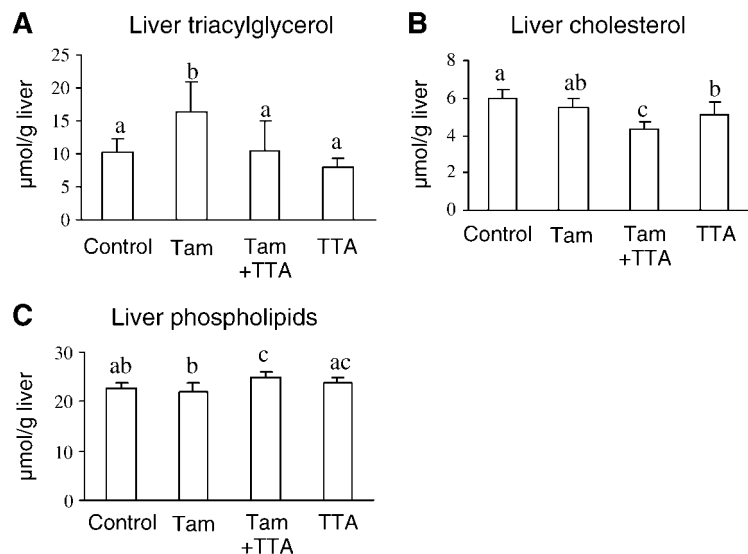 A Liver triacylglycerol
25
20
15
10
5
0
µmol/g liver
a
b
a
a
Control Tam Tam +TTA TTA
B Liver cholesterol
8
6
4
2
0
µmol/g liver
a
ab
c
b
Control Tam Tam +TTA TTA
C Liver phospholipids
30
20
10
0
µmol/g liver
ab
b
c
ac
Control Tam Tam +TTA TTA